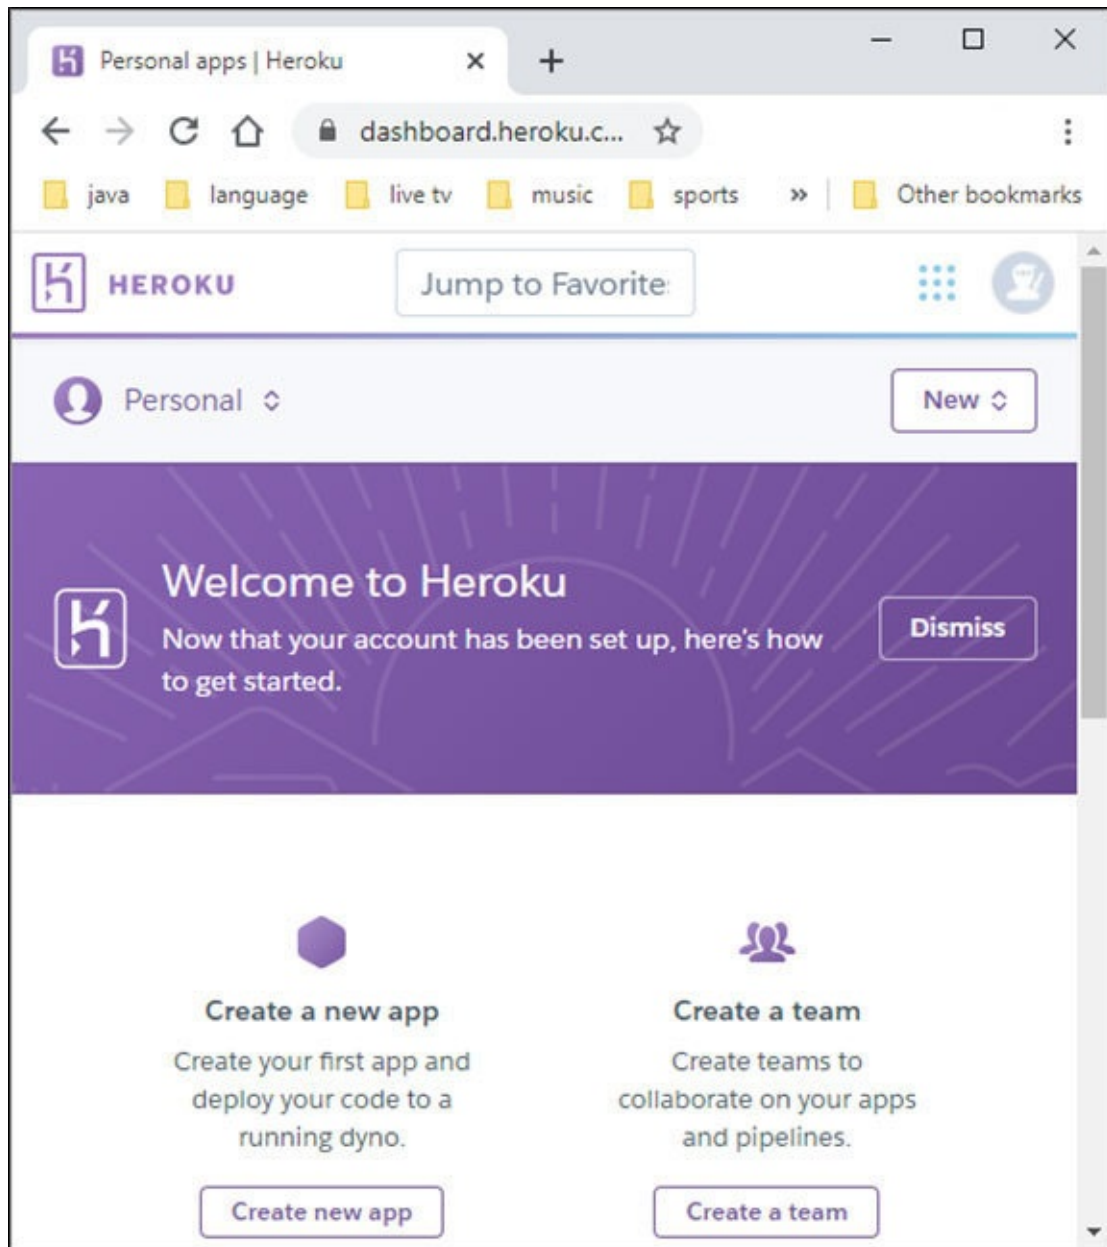 Personal apps | Heroku
dashboard.heroku.c...
java language live tv music sports » Other bookmarks
HEROKU Jump to Favorite
Personal New
Welcome to Heroku
Now that your account has been set up, here's how
to get started.
Dismiss
Create a new app
Create your first app and
deploy your code to a
running dyno.
Create new app
Create a team
Create teams to
collaborate on your apps
and pipelines.
Create a team